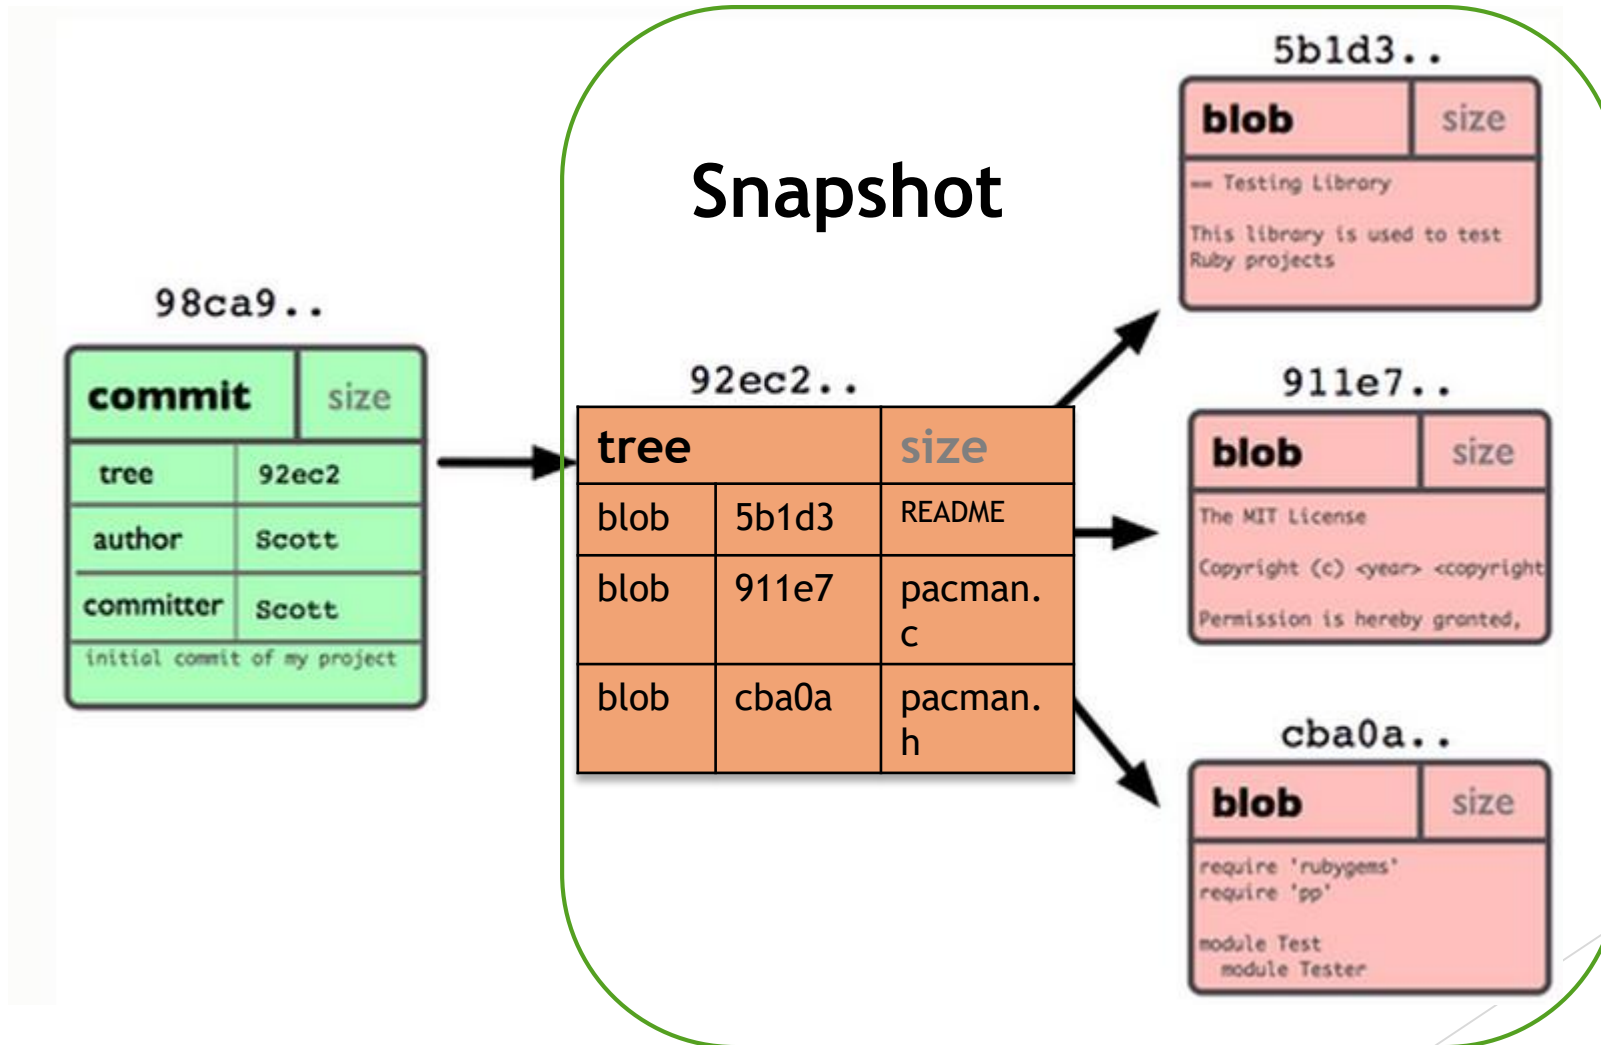 Snapshot
98ca9..
commit size
tree 92ec2
author Scott
committer Scott
initial commit of my project
92ec2..
tree size
blob 5b1d3 README
blob 911e7 pacman.
c
blob cba0a pacman.
h
5b1d3..
blob size
== Testing Library
This library is used to test
Ruby projects
911e7..
blob size
The MIT License
Copyright (c) <year> <copyright
Permission is hereby granted,
cba0a..
blob size
require 'rubygems'
require 'pp'
module Test
module Tester